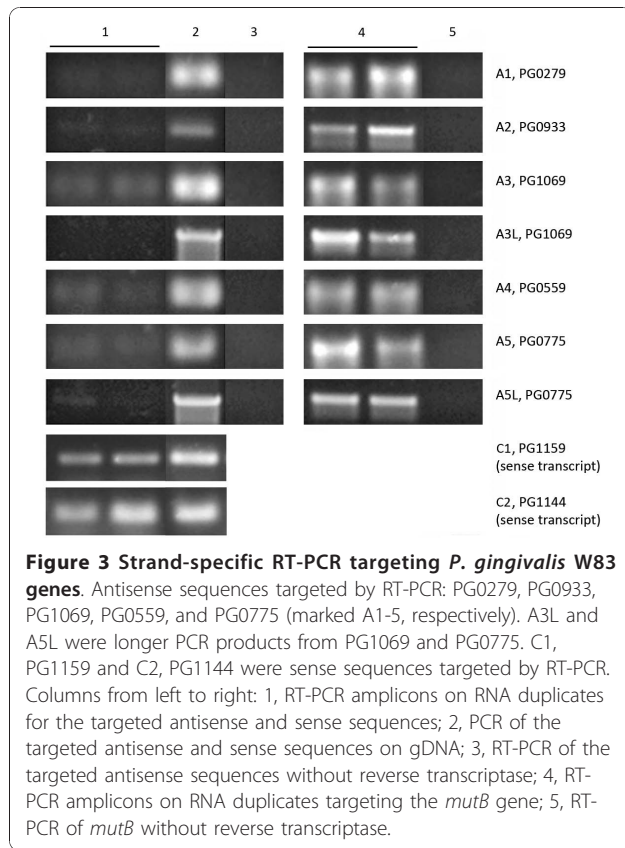 1 2 3 4 5
A1, PG0279
A2, PG0933
A3, PG1069
A3L, PG1069
A4, PG0559
A5, PG0775
A5L, PG0775
C1, PG1159
(sense transcript)
C2, PG1144
(sense transcript)
Figure 3 Strand-specific RT-PCR targeting P. gingivalis W83
genes. Antisense sequences targeted by RT-PCR: PG0279, PG0933,
PG1069, PG0559, and PG0775 (marked A1-5, respectively). A3L and
A5L were longer PCR products from PG1069 and PG0775. C1,
PG1159 and C2, PG1144 were sense sequences targeted by RT-PCR.
Columns from left to right: 1, RT-PCR amplicons on RNA duplicates
for the targeted antisense and sense sequences; 2, PCR of the
targeted antisense and sense sequences on gDNA; 3, RT-PCR of the
targeted antisense sequences without reverse transcriptase; 4, RT-
PCR amplicons on RNA duplicates targeting the mutB gene; 5, RT-
PCR of mutB without reverse transcriptase.